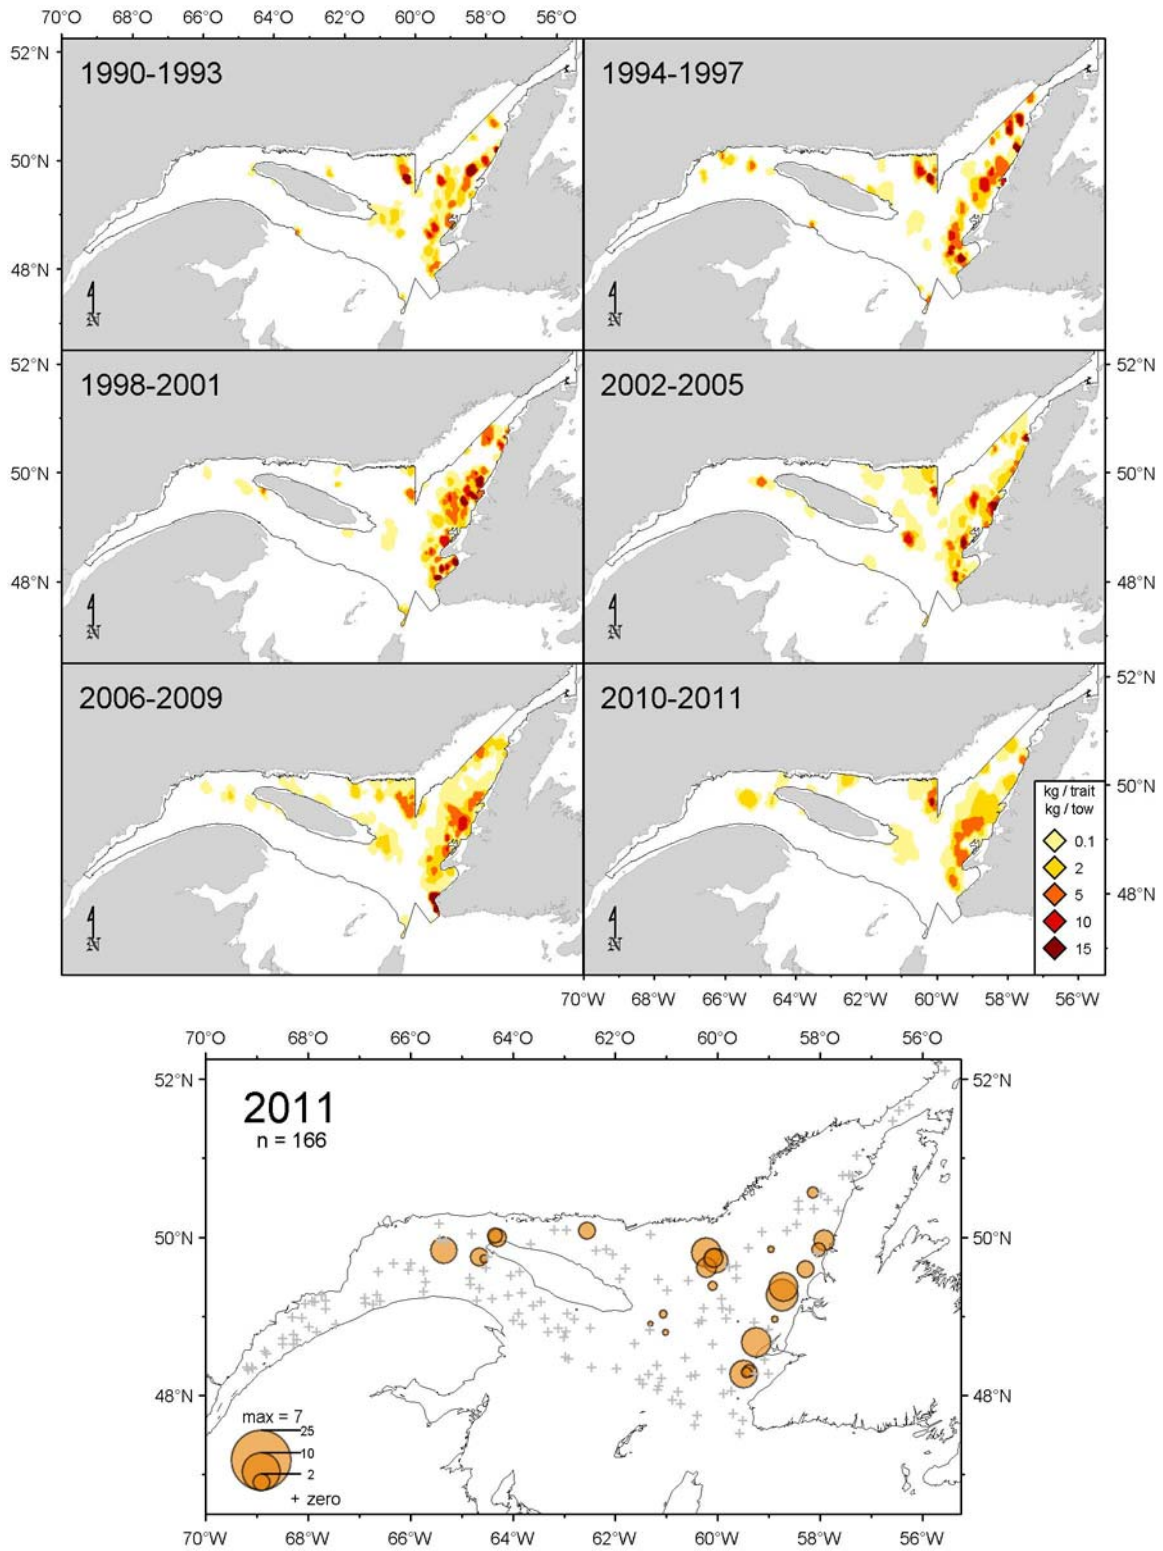 70°O 68°O 66°O 64°O 62°O 60°O 58°O 56°O
52°N
1990-1993 1994-1997
50°N
48°N
N N
52°N 52°N
1998-2001 2002-2005
50°N 50°N
48°N 48°N
N N
52°N
2006-2009 2010-2011
50°N
kg / trait
kg / tow
0.1
2
5 48°N
10
15
N N
70°W 68°W 66°W 64°W 62°W 60°W 58°W 56°W
70°O 68°O 66°O 64°O 62°O 60°O 58°O 56°O
52°N 52°N
2011
n = 166
50°N 50°N
48°N 48°N
max = 7
25
10
2
+ zero
70°W 68°W 66°W 64°W 62°W 60°W 58°W 56°W